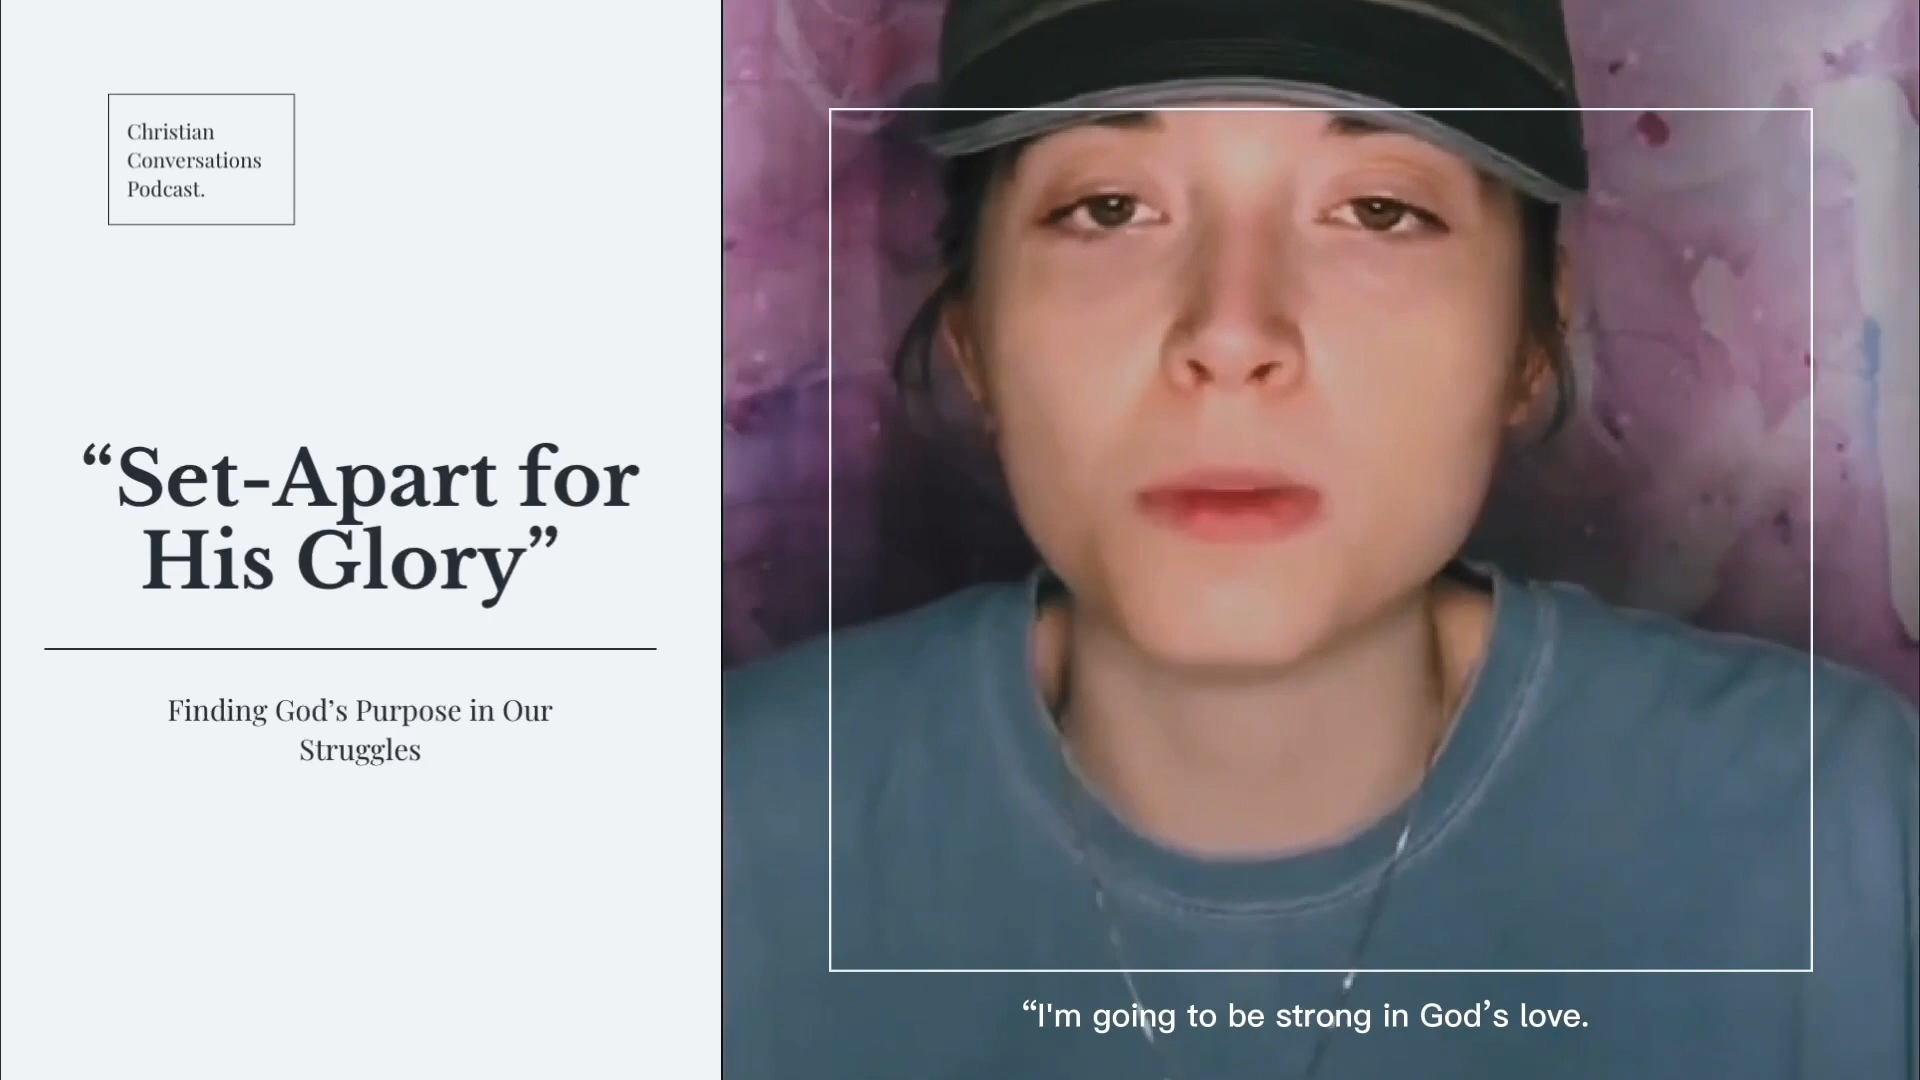 Christian
Conversations
Podcast.
“Set-Apart for
His Glory”
Finding God’s Purpose in Our
Struggles
“I'm going to be strong in God’s love.